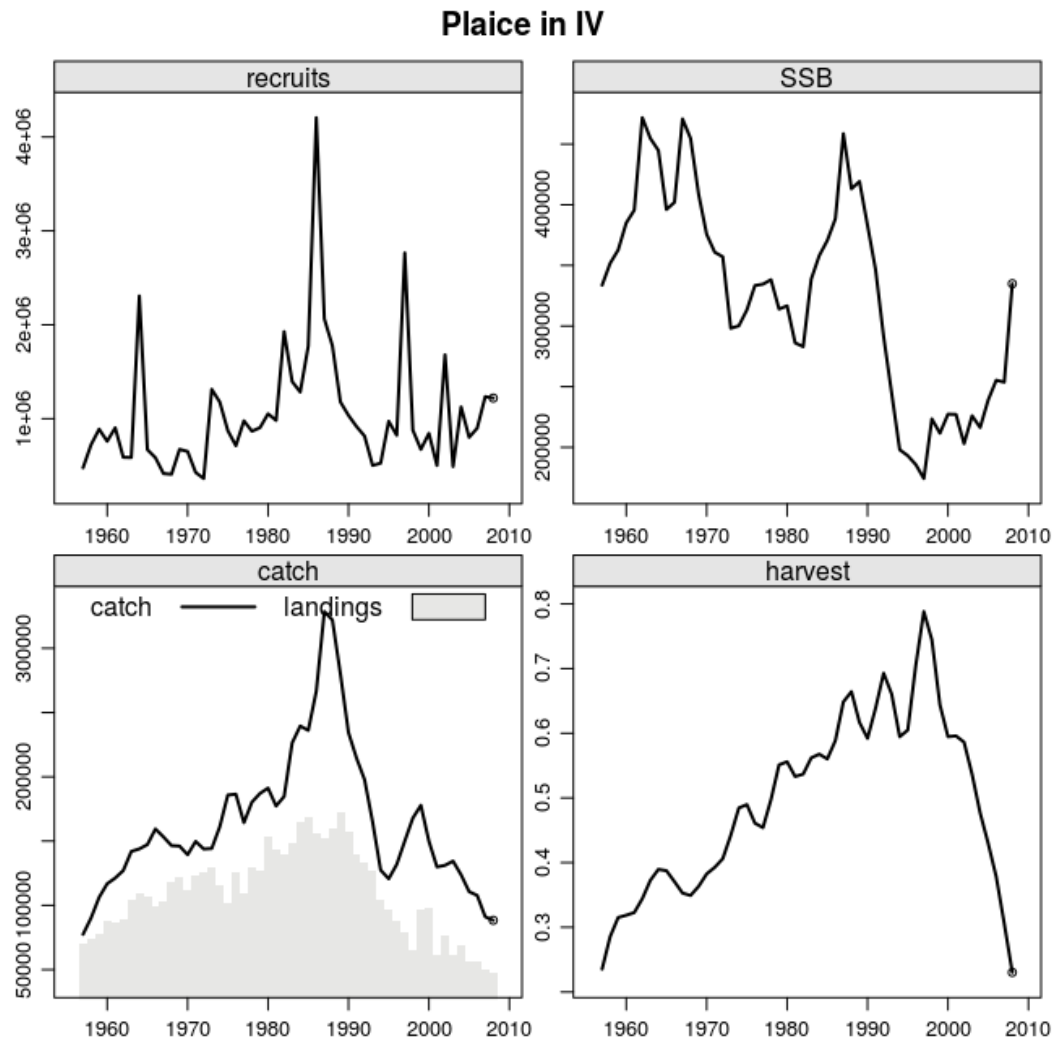 Plaice in IV
recruits
4e+06
3e+06
2e+06
1e+06
1960 1970 1980 1990 2000 2010
SSB
400000
300000
200000
1960 1970 1980 1990 2000 2010
catch
catch landings
300000
200000
100000
50000
1960 1970 1980 1990 2000 2010
harvest
0.8
0.7
0.6
0.5
0.4
0.3
1960 1970 1980 1990 2000 2010